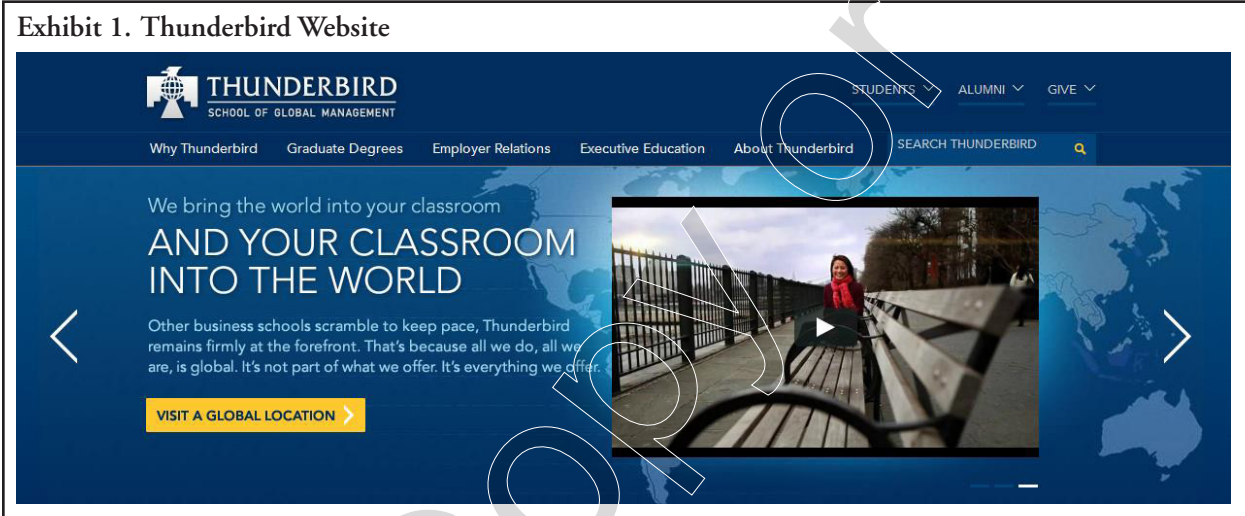 Exhibit 1. Thunderbird Website
THUNDERBIRD
SCHOOL OF GLOBAL MANAGEMENT
STUDENTS ALUMNI GIVE
Why Thunderbird Graduate Degrees Employer Relations Executive Education About Thunderbird SEARCH THUNDERBIRD
We bring the world into your classroom
AND YOUR CLASSROOM
INTO THE WORLD
Other business schools scramble to keep pace, Thunderbird
remains firmly at the forefront. That's because all we do, all we
are, is global. It's not part of what we offer. It's everything we offer.
VISIT A GLOBAL LOCATION
opy or